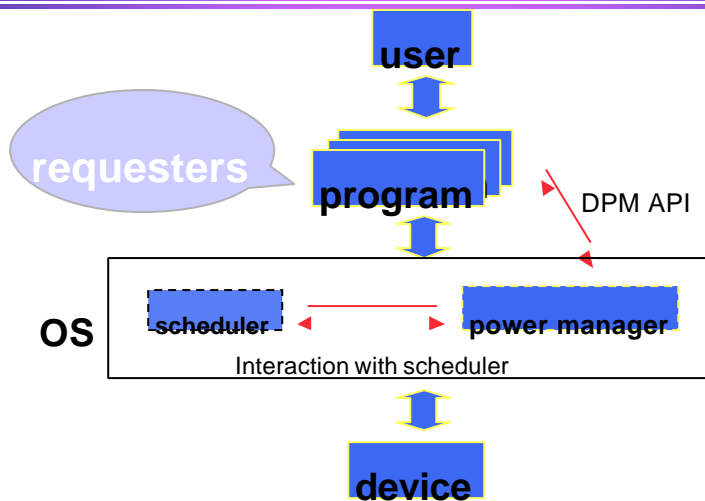 user
requesters
program
DPM API
scheduler
power manager
OS
Interaction with scheduler
device